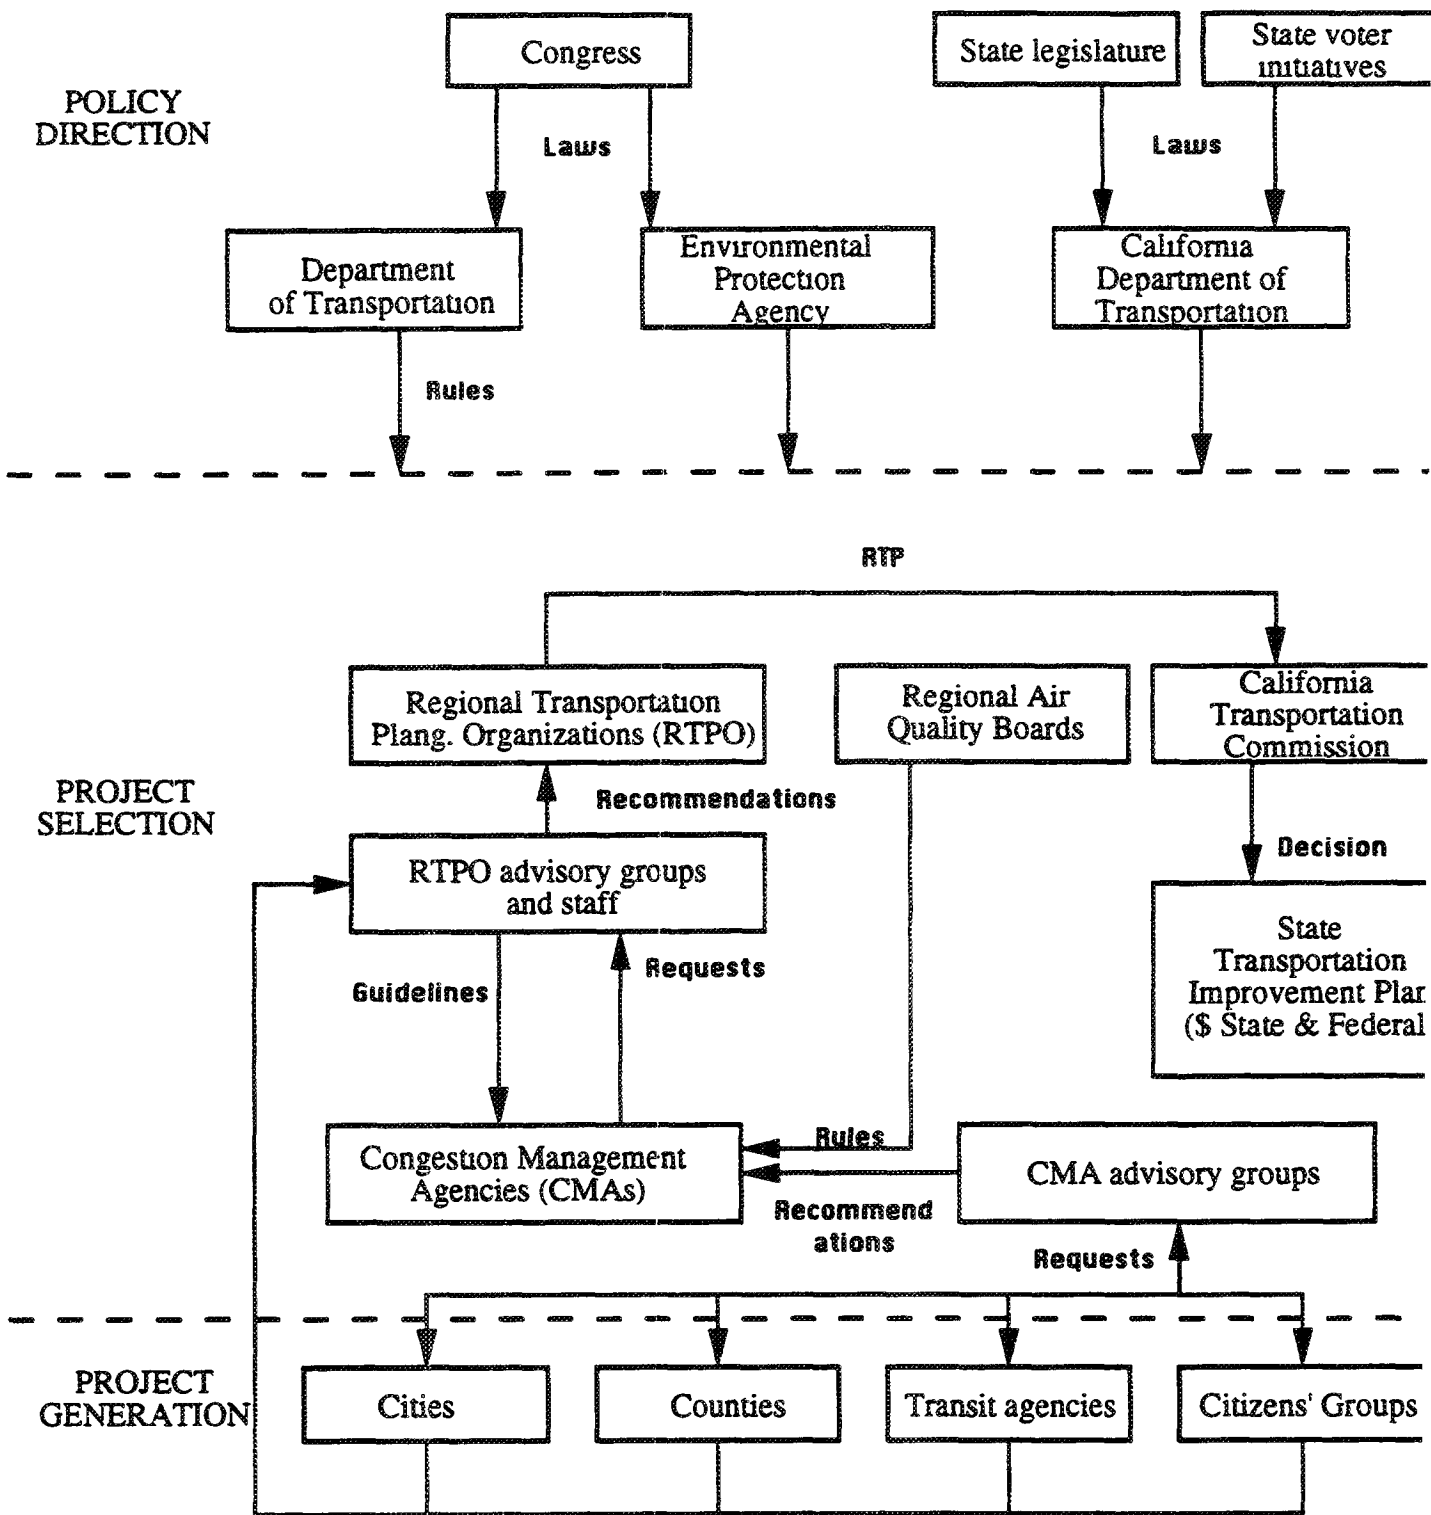 Congress
State legislature
State voter
initiatives
POLICY
DIRECTION
Laws
Laws
Department
of Transportation
Environmental
Protection
Agency
California
Department of
Transportation
Rules
RTP
Regional Transportation
Plang. Organizations (RTPO)
Regional Air
Quality Boards
California
Transportation
Commission
PROJECT
SELECTION
Recommendations
Decision
RTPO advisory groups
and staff
State
Transportation
Improvement Plan
($ State & Federal
Requests
Guidelines
Rules
Congestion Management
Agencies (CMAs)
CMA advisory groups
Recommend
ations
Requests
PROJECT
GENERATION
Cities
Counties
Transit agencies
Citizens' Groups